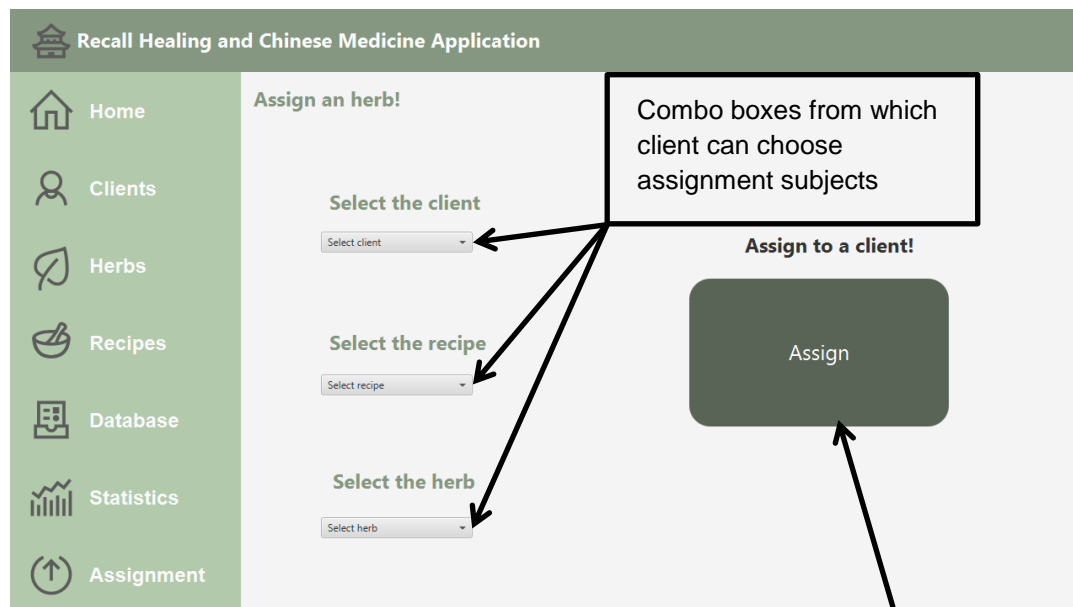 Recall Healing and Chinese Medicine Application
Home
Clients
Herbs
Recipes
Database
Statistics
Assignment
Assign an herb!
Combo boxes from which
client can choose
assignment subjects
Select the client
Select client
Select the recipe
Select recipe
Select the herb
Select herb
Assign to a client!
Assign